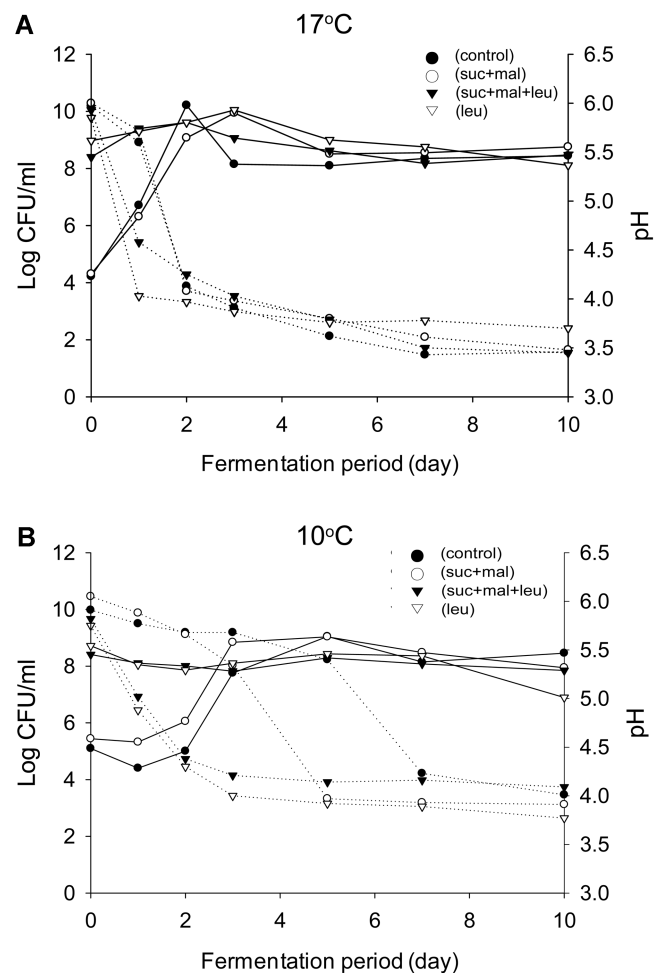 A
17°C
12
10
8
6
4
2
0
Log CFU/ml
(control)
(suc+mal)
(suc+mal+leu)
(leu)
6.5
6.0
5.5
5.0
4.5
4.0
3.5
3.0
pH
0 2 4 6 8 10
Fermentation period (day)
B
10°C
12
10
8
6
4
2
0
Log CFU/ml
(control)
(suc+mal)
(suc+mal+leu)
(leu)
6.5
6.0
5.5
5.0
4.5
4.0
3.5
3.0
pH
0 2 4 6 8 10
Fermentation period (day)